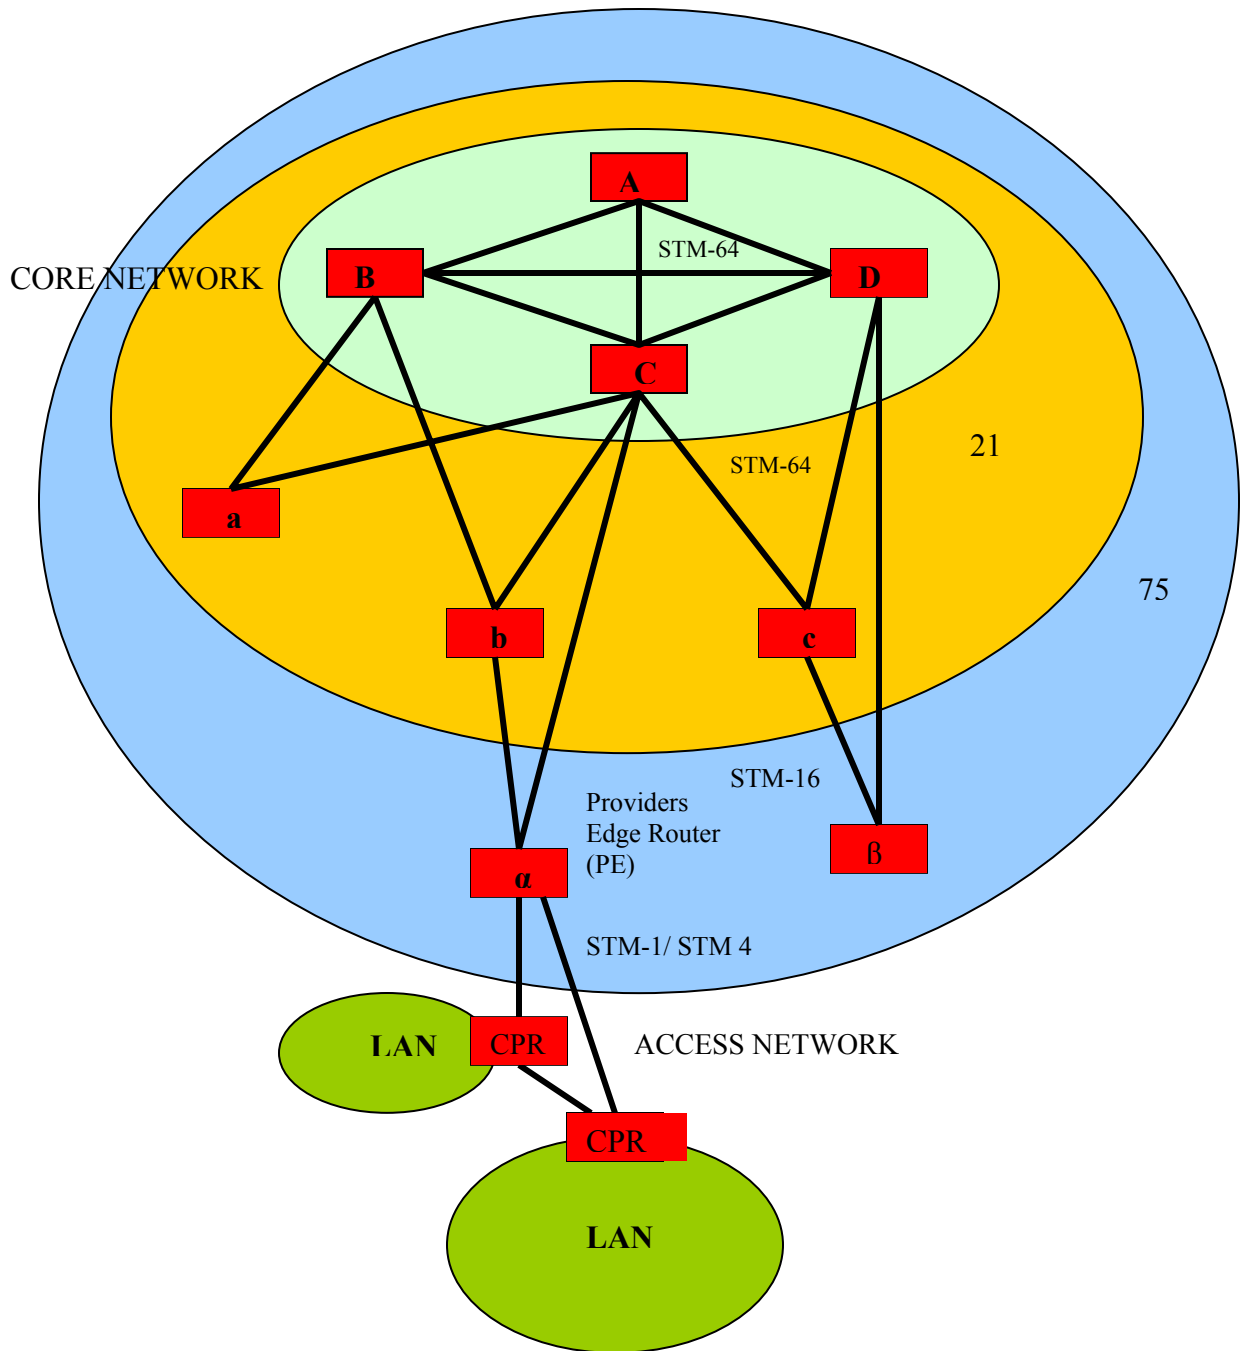 A
STM-64
CORE NETWORK
B
D
C
21
STM-64
a
75
b
c
STM-16
Providers
Edge Router
(PE)
β
α
STM-1/ STM 4
LAN
CPR
ACCESS NETWORK
CPR
LAN